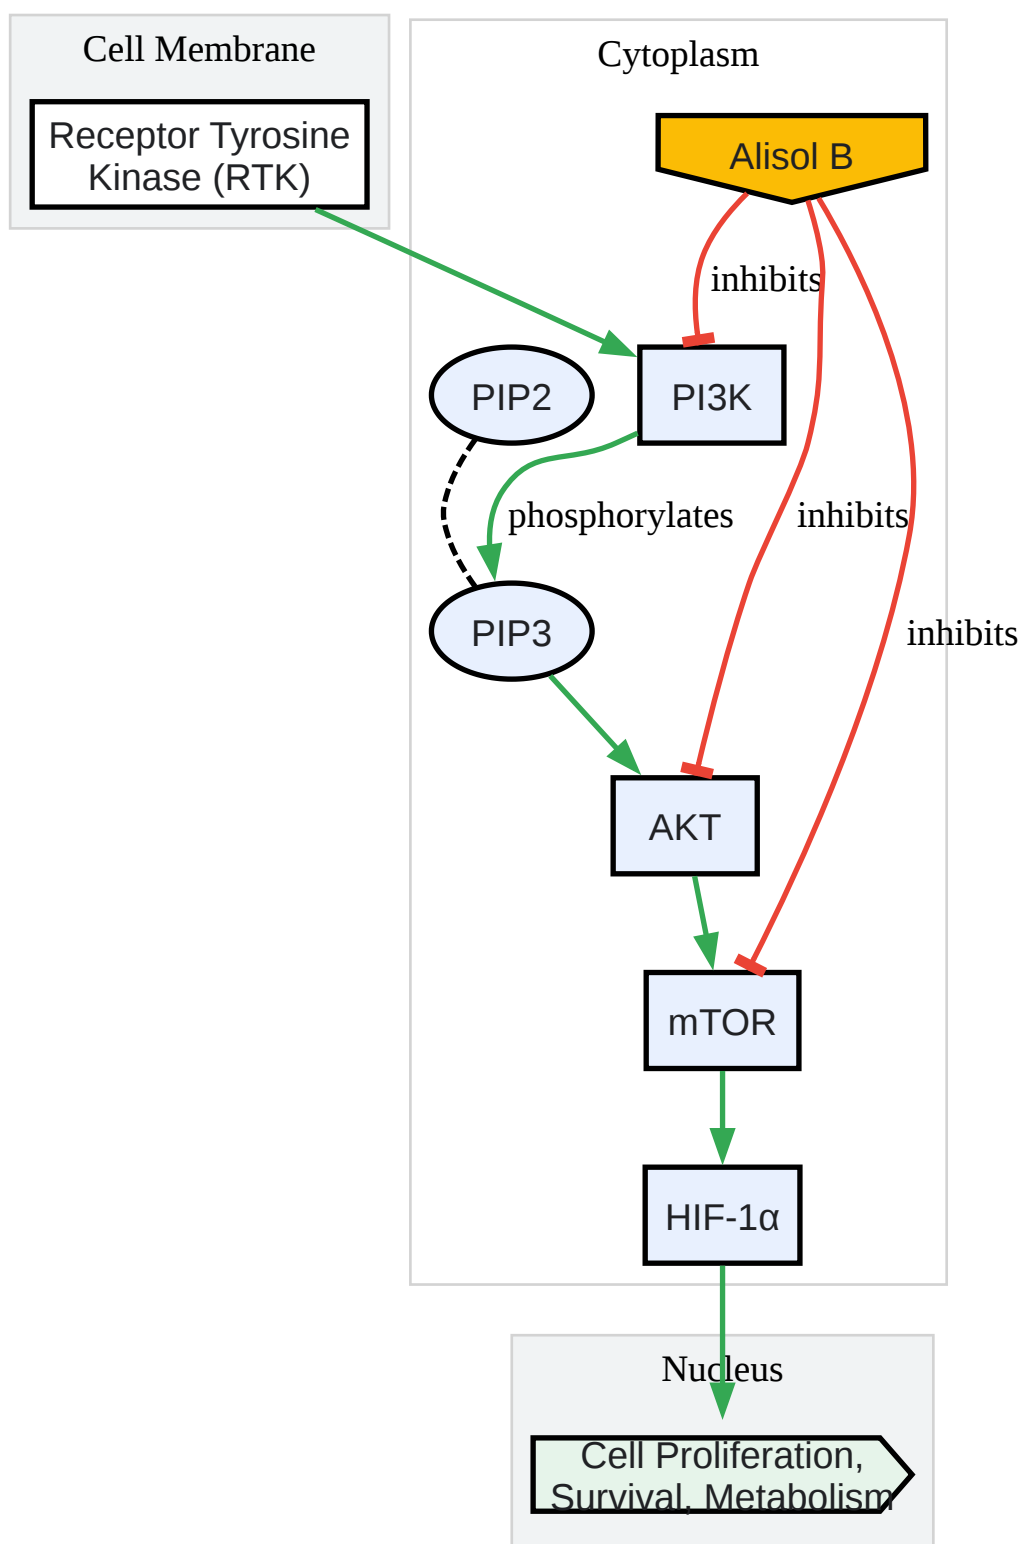 Cell Membrane
Receptor Tyrosine
Kinase (RTK)
Cytoplasm
Alisol B
inhibits
PIP2
PI3K
phosphorylates
inhibits
PIP3
inhibits
AKT
mTOR
HIF-1α
Nucleus
Cell Proliferation,
Survival, Metabolism